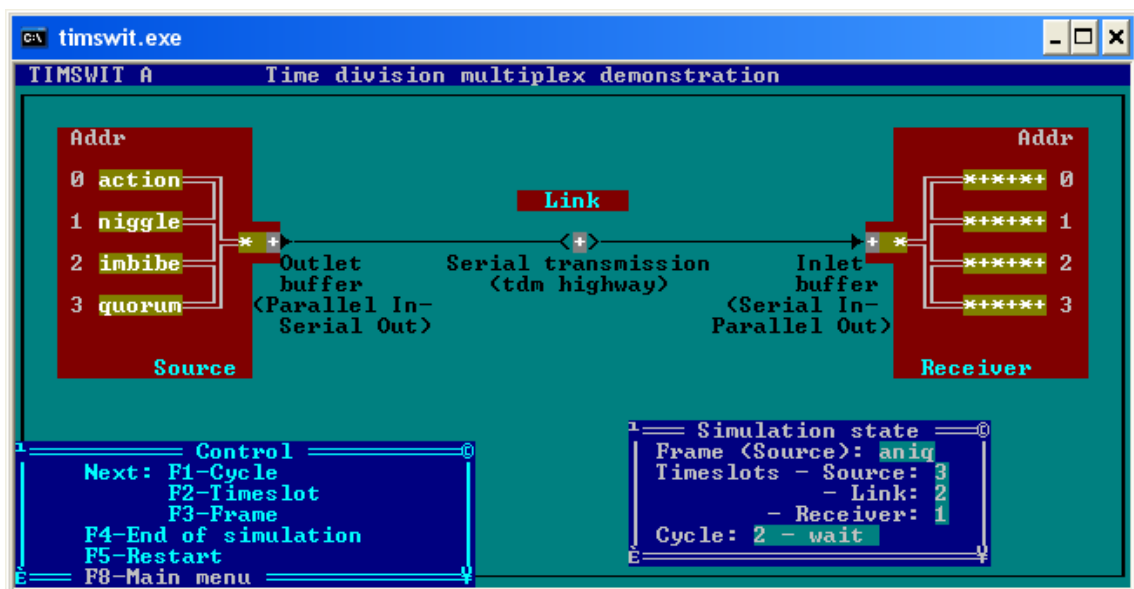 timswit.exe
TIMSWIT A Time division multiplex demonstration
Addr Addr
0 action *+*+*+ 0
Link
1 niggle *+*+*+ 1
* + <+> + *
2 imbibe Outlet Serial transmission Inlet *+*+*+ 2
buffer (tdm highway) buffer
3 quorum (Parallel In- (Serial In- *+*+*+ 3
Serial Out) Parallel Out)
Source Receiver
Control
Next: F1-Cycle
F2-Timeslot
F3-Frame
F4-End of simulation
F5-Restart
F8-Main menu
Simulation state
Frame (Source): aniq
Timeslots - Source: 3
- Link: 2
- Receiver: 1
Cycle: 2 - wait